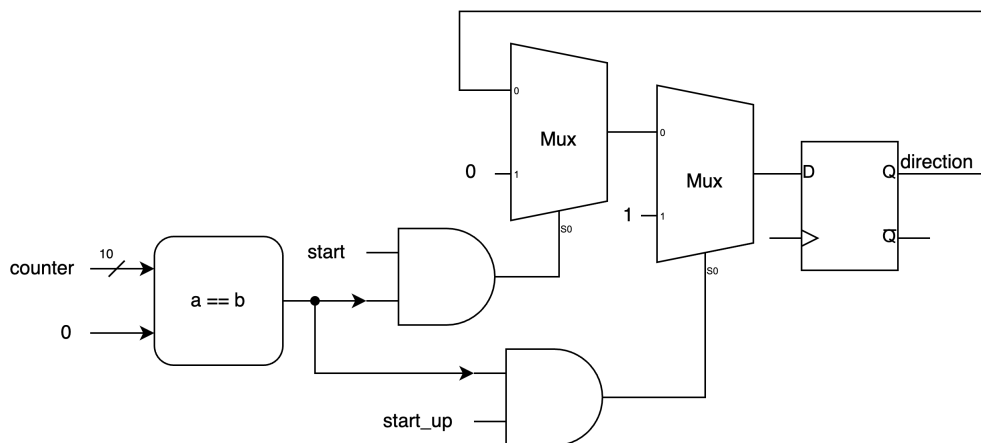 0
Mux
0
1
0
Mux
1
1
S0
S0
D
Q
direction
Q
start
counter
10
a == b
0
start_up